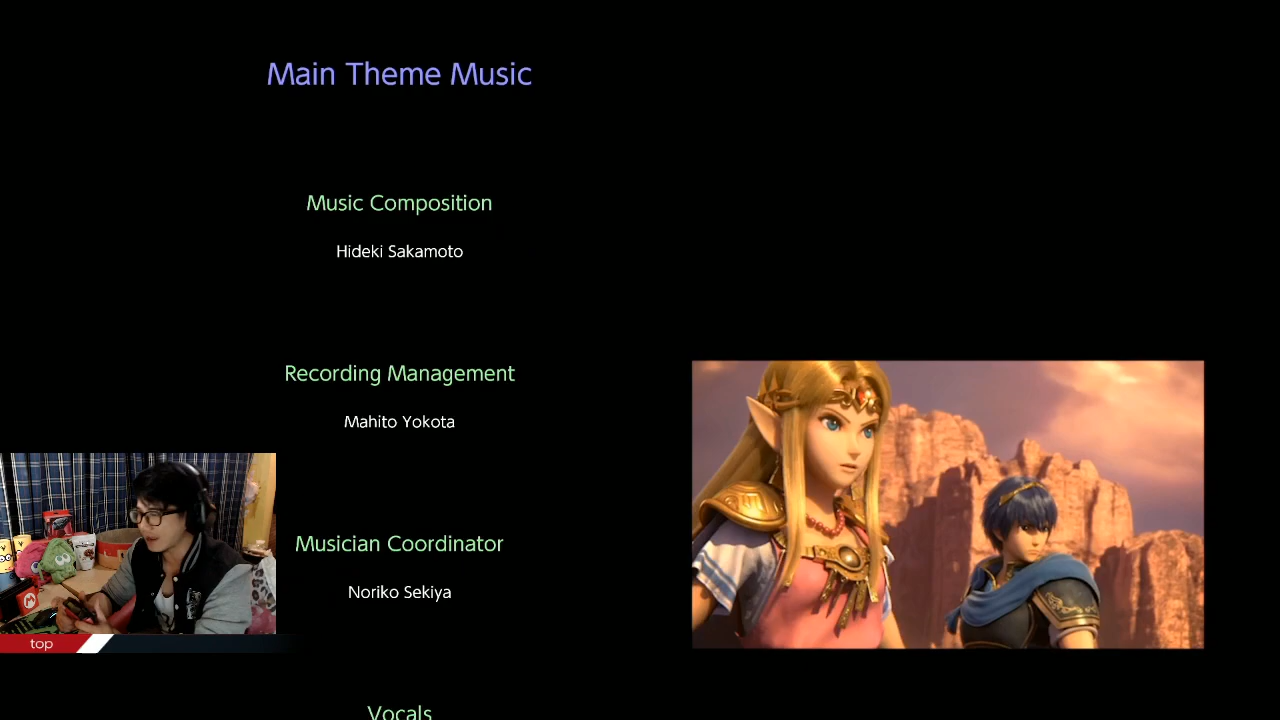 Main Theme Music
Music Composition
Hideki Sakamoto
Recording Management
Mahito Yokota
Musician Coordinator
Noriko Sekiya
top
Vocals